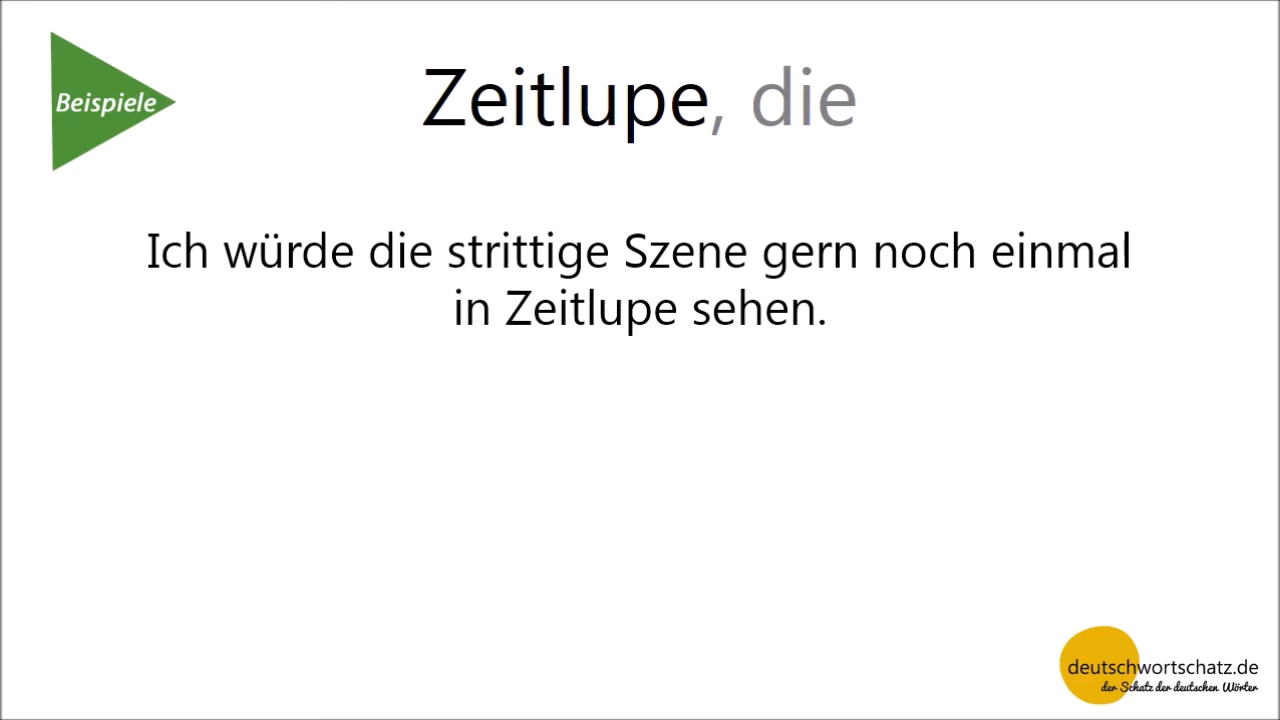 Beispiele
Zeitlupe, die
Ich würde die strittige Szene gern noch einmal
in Zeitlupe sehen.
deutschwortschatz.de
der Schatz der deutschen Wörter